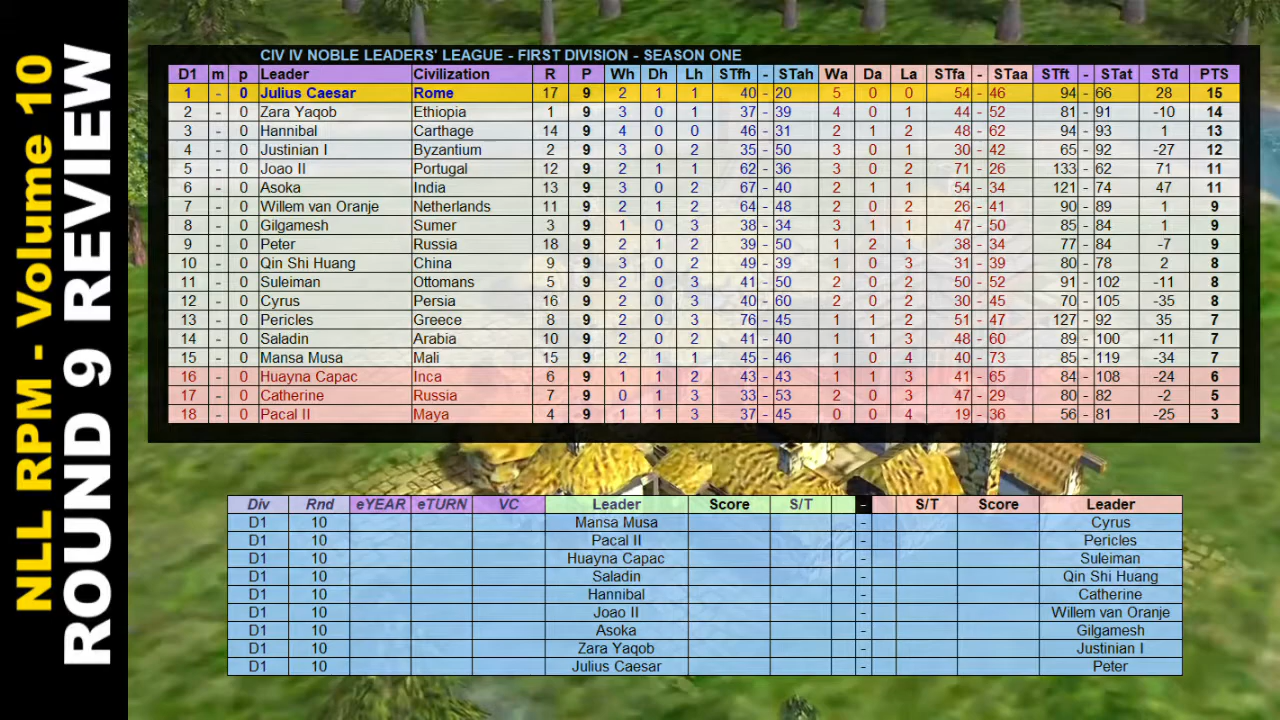 NLL RPM - Volume 10
ROUND 9 REVIEW
CIV IV NOBLE LEADERS' LEAGUE - FIRST DIVISION - SEASON ONE
D1 m p Leader Civilization R P Wh Dh Lh STfh - STah Wa Da La STfa - STaa STft - STat STd PTS
1 - 0 Julius Caesar Rome 17 9 2 1 1 40 - 20 5 0 0 54 - 46 94 - 66 28 15
2 - 0 Zara Yaqob Ethiopia 1 9 3 0 1 37 - 39 4 0 1 44 - 52 81 - 91 -10 14
3 - 0 Hannibal Carthage 14 9 4 0 0 46 - 31 2 1 2 48 - 62 94 - 93 1 13
4 - 0 Justinian I Byzantium 2 9 3 0 2 35 - 50 3 0 1 30 - 42 65 - 92 -27 12
5 - 0 Joao II Portugal 12 9 2 1 1 62 - 36 3 0 2 71 - 26 133 - 62 71 11
6 - 0 Asoka India 13 9 3 0 2 67 - 40 2 1 1 54 - 34 121 - 74 47 11
7 - 0 Willem van Oranje Netherlands 11 9 2 1 2 64 - 48 2 0 2 26 - 41 90 - 89 1 9
8 - 0 Gilgamesh Sumer 3 9 1 0 3 38 - 34 3 1 1 47 - 50 85 - 84 1 9
9 - 0 Peter Russia 18 9 2 1 2 39 - 50 1 2 1 38 - 34 77 - 84 -7 9
10 - 0 Qin Shi Huang China 9 9 3 0 2 49 - 39 1 0 3 31 - 39 80 - 78 2 8
11 - 0 Suleiman Ottomans 5 9 2 0 3 41 - 50 2 0 2 50 - 52 91 - 102 -11 8
12 - 0 Cyrus Persia 16 9 2 0 3 40 - 60 2 0 2 30 - 45 70 - 105 -35 8
13 - 0 Pericles Greece 8 9 2 0 3 76 - 45 1 1 2 51 - 47 127 - 92 35 7
14 - 0 Saladin Arabia 10 9 2 0 2 41 - 40 1 1 3 48 - 60 89 - 100 -11 7
15 - 0 Mansa Musa Mali 15 9 2 1 1 45 - 46 1 0 4 40 - 73 85 - 119 -34 7
16 - 0 Huayna Capac Inca 6 9 1 1 2 43 - 43 1 1 3 41 - 65 84 - 108 -24 6
17 - 0 Catherine Russia 7 9 0 1 3 33 - 53 2 0 3 47 - 29 80 - 82 -2 5
18 - 0 Pacal II Maya 4 9 1 1 3 37 - 45 0 0 4 19 - 36 56 - 81 -25 3
Div Rnd eYEAR eTURN VC Leader Score S/T - S/T Score Leader
D1 10 Mansa Musa - Cyrus
D1 10 Pacal II - Pericles
D1 10 Huayna Capac - Suleiman
D1 10 Saladin - Qin Shi Huang
D1 10 Hannibal - Catherine
D1 10 Joao II - Willem van Oranje
D1 10 Asoka - Gilgamesh
D1 10 Zara Yaqob - Justinian I
D1 10 Julius Caesar - Peter